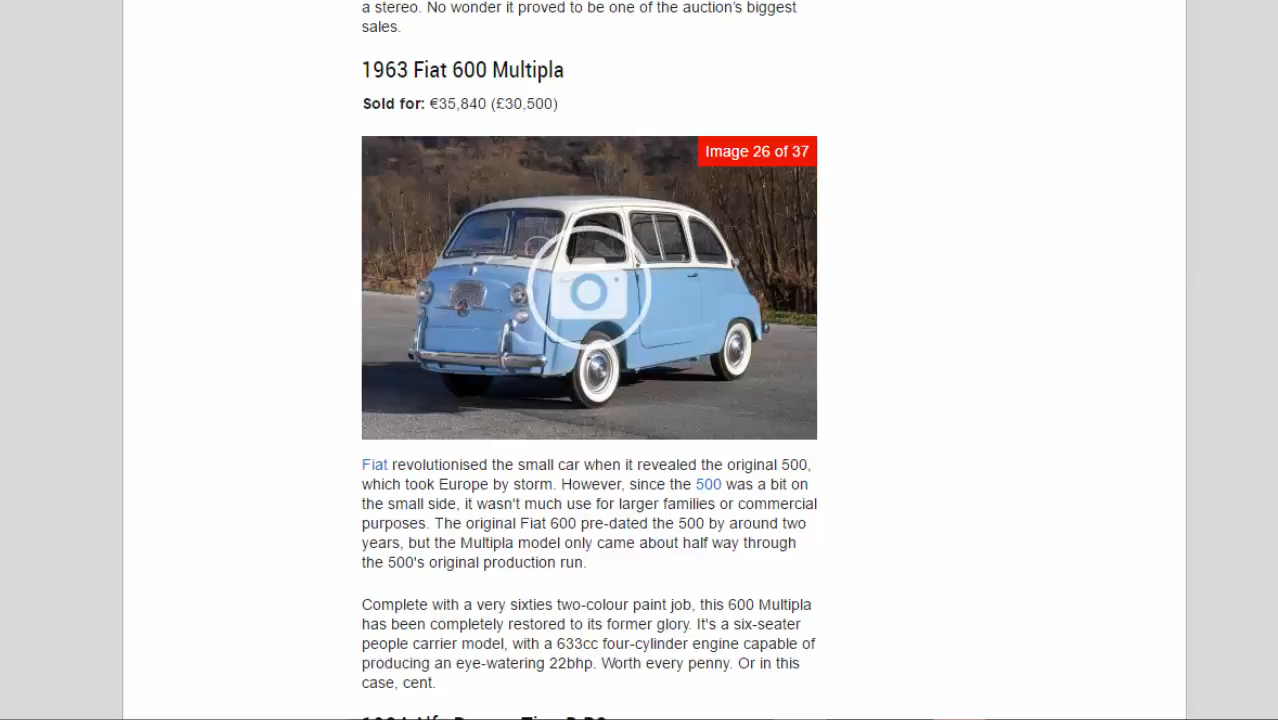 a stereo. No wonder it proved to be one of the auction's biggest
sales.
1963 Fiat 600 Multipla
Sold for: €35,840 (£30,500)
Image 26 of 37
Fiat revolutionised the small car when it revealed the original 500,
which took Europe by storm. However, since the 500 was a bit on
the small side, it wasn't much use for larger families or commercial
purposes. The original Fiat 600 pre-dated the 500 by around two
years, but the Multipla model only came about half way through
the 500's original production run.
Complete with a very sixties two-colour paint job, this 600 Multipla
has been completely restored to its former glory. It's a six-seater
people carrier model, with a 633cc four-cylinder engine capable of
producing an eye-watering 22bhp. Worth every penny. Or in this
case, cent.